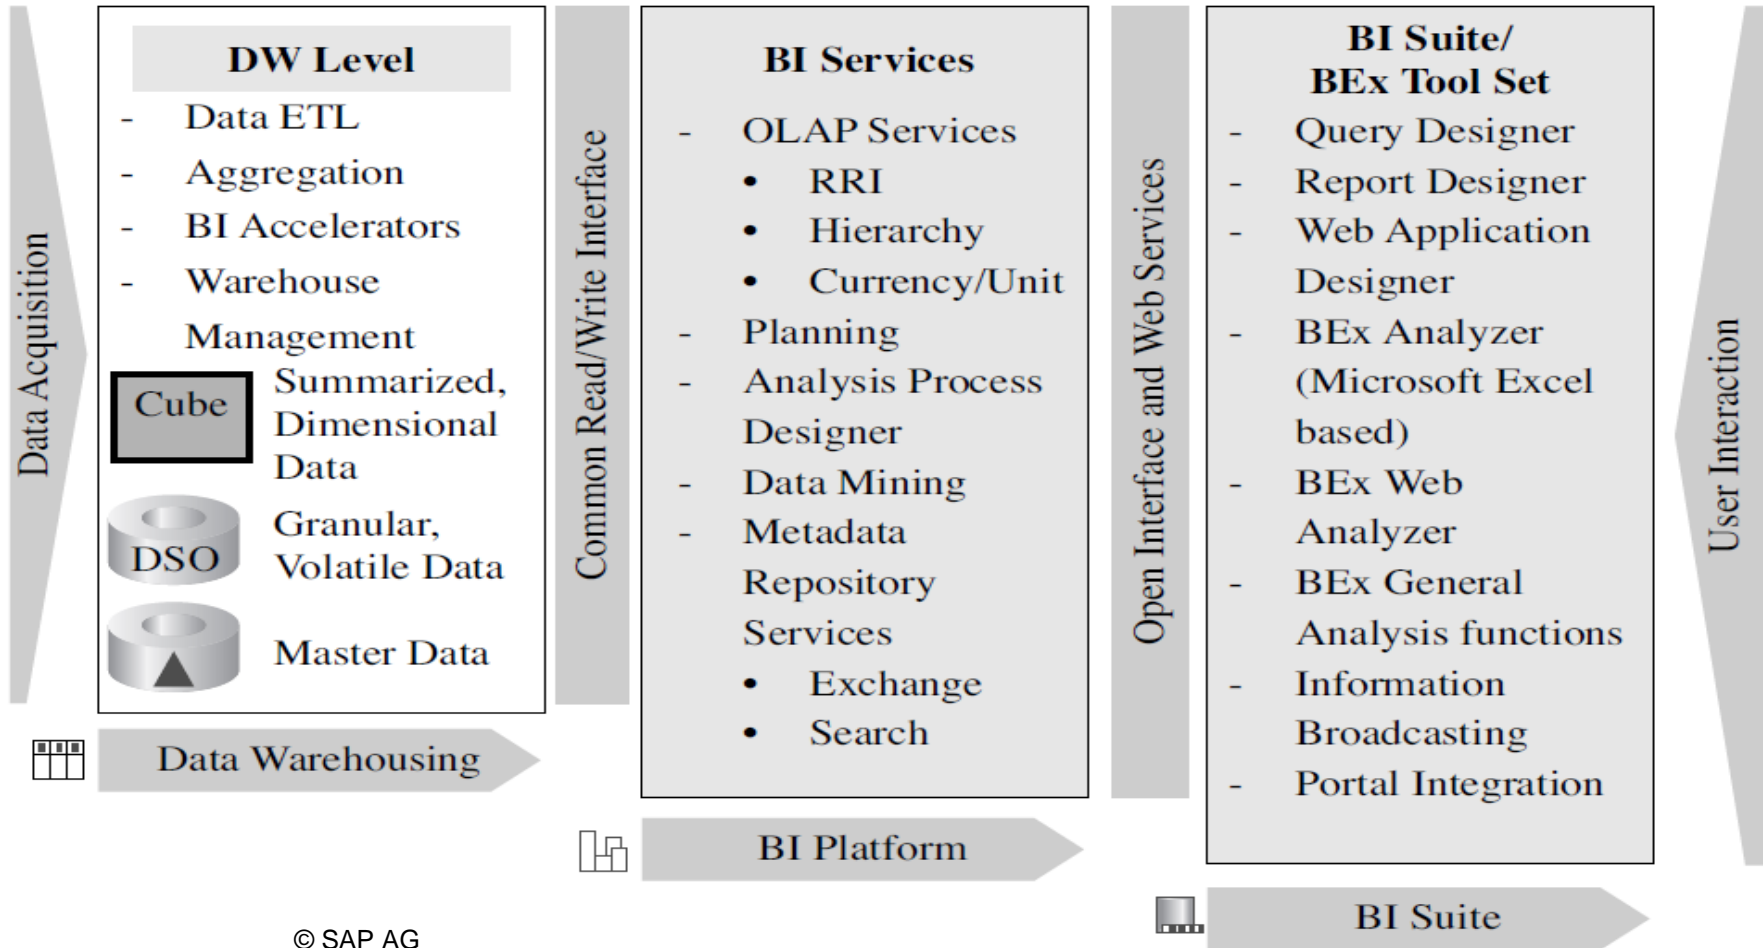 Data Acquisition
DW Level
- Data ETL
- Aggregation
- BI Accelerators
- Warehouse
Management
Cube
Summarized,
Dimensional
Data
DSO
Granular,
Volatile Data
Master Data
Data Warehousing
Common Read/Write Interface
BI Services
- OLAP Services
• RRI
• Hierarchy
• Currency/Unit
- Planning
- Analysis Process
Designer
- Data Mining
- Metadata
Repository
Services
• Exchange
• Search
BI Platform
Open Interface and Web Services
BI Suite/
BEx Tool Set
- Query Designer
- Report Designer
- Web Application
Designer
- BEx Analyzer
(Microsoft Excel
based)
- BEx Web
Analyzer
- BEx General
Analysis functions
- Information
Broadcasting
- Portal Integration
BI Suite
User Interaction
© SAP AG